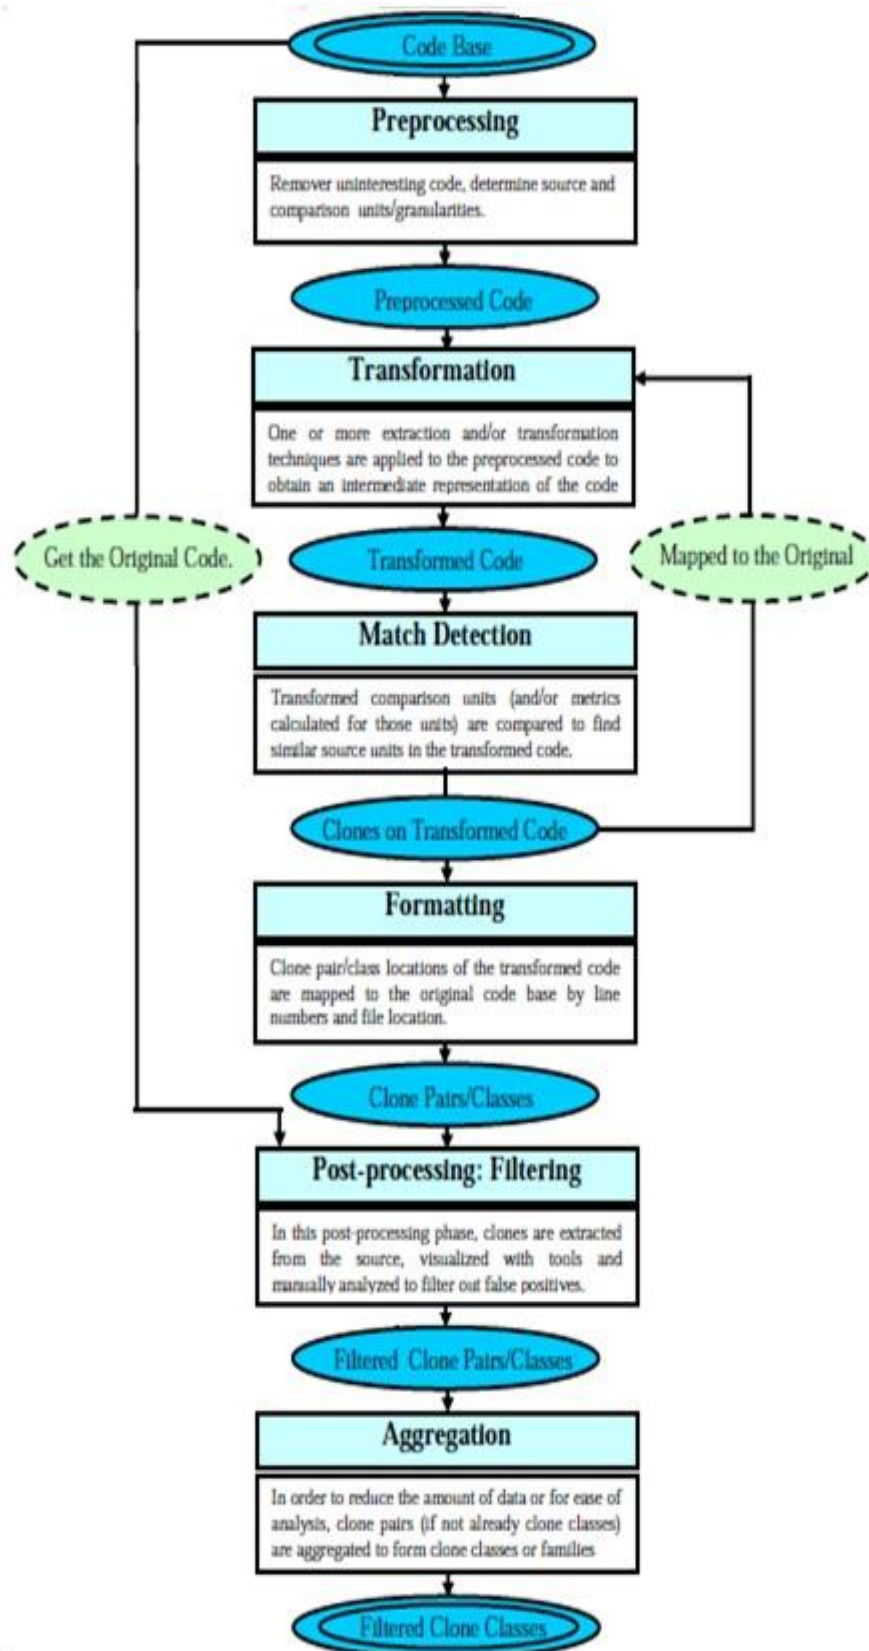 Code Base
Preprocessing
Remover uninteresting code, determine source and
comparison units/granularities.
Preprocessed Code
Transformation
One or more extraction and/or transformation
techniques are applied to the preprocessed code to
obtain an intermediate representation of the code
Get the Original Code.
Transformed Code
Mapped to the Original
Match Detection
Transformed comparison units (and/or metrics
calculated for those units) are compared to find
similar source units in the transformed code.
Clones on Transformed Code
Formatting
Clone pair/class locations of the transformed code
are mapped to the original code base by line
numbers and file location.
Clone Pairs/Classes
Post-processing: Filtering
In this post-processing phase, clones are extracted
from the source, visualized with tools and
manually analyzed to filter out false positives.
Filtered Clone Pairs/Classes
Aggregation
In order to reduce the amount of data or for ease of
analysis, clone pairs (if not already clone classes)
are aggregated to form clone classes or families
Filtered Clone Classes